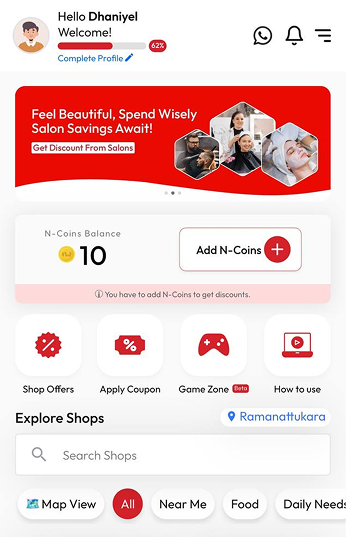 Hello Dhaniyel
Welcome!
62%
Complete Profile
Feel Beautiful, Spend Wisely
Salon Savings Await!
Get Discount From Salons
N-Coins Balance
10
Add N-Coins
You have to add N-Coins to get discounts.
Shop Offers
Apply Coupon
Game Zone Beta
How to use
Explore Shops
Ramanattukara
Search Shops
Map View
All
Near Me
Food
Daily Needs